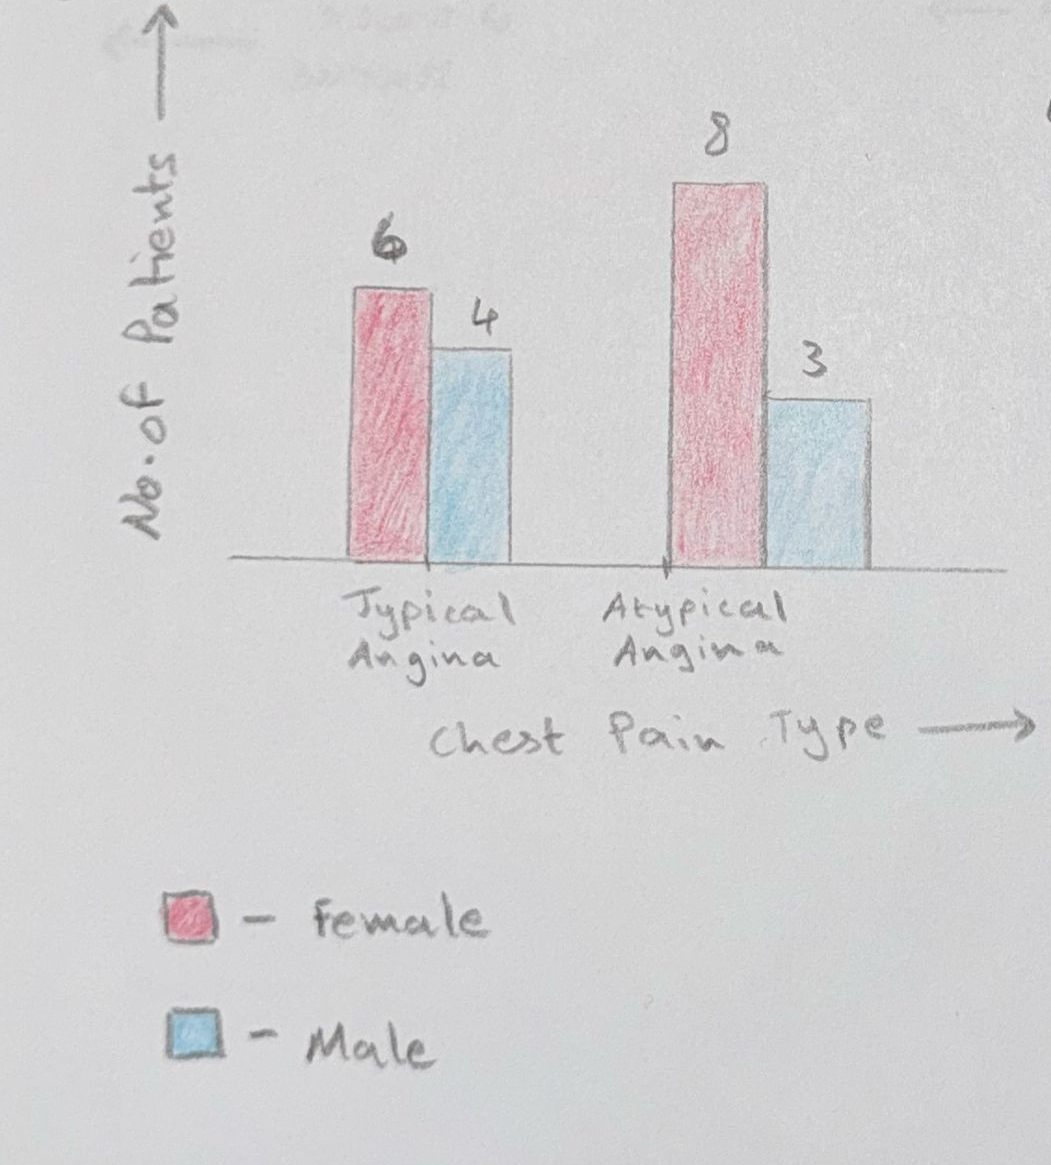 No. of Patients
8
6
4
3
Typical
Angina
Atypical
Angina
Chest Pain Type
- Female
- Male